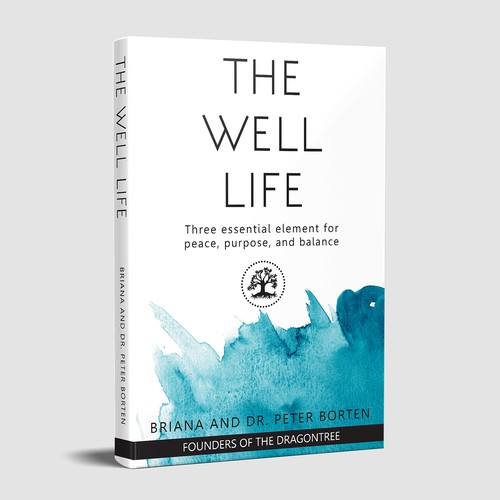 THE WELL LIFE
BRIANA AND DR. PETER BORTEN
THE
WELL
LIFE
Three essential element for
peace, purpose, and balance
BRIANA AND DR. PETER BORTEN
FOUNDERS OF THE DRAGONTREE